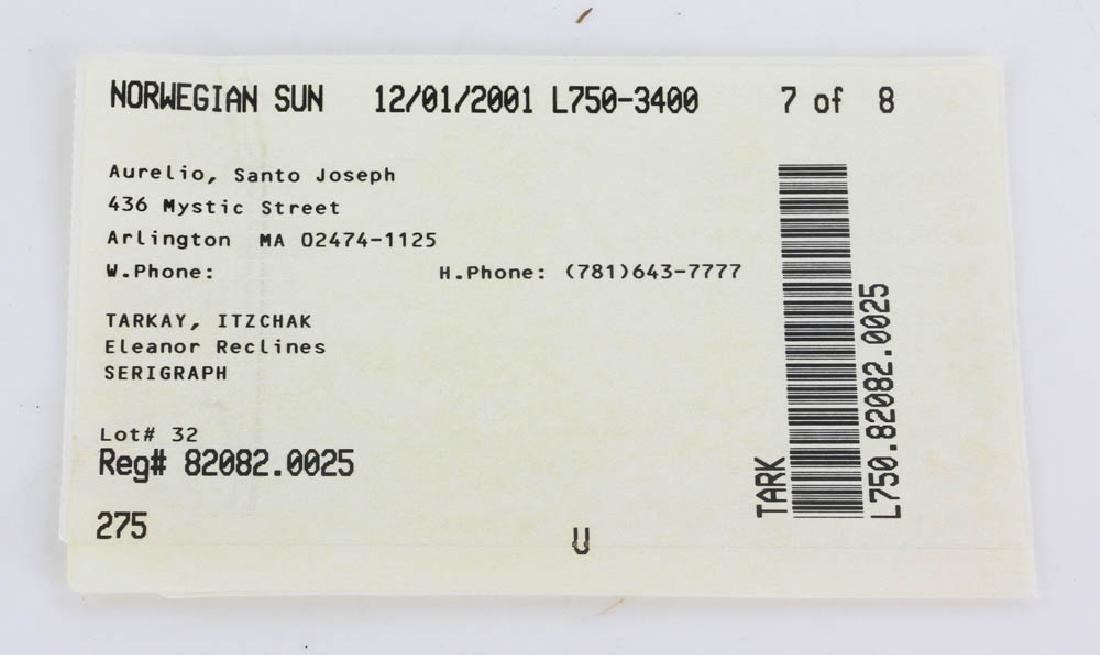 NORWEGIAN SUN 12/01/2001 L750-3400 7 of 8
Aurelio, Santo Joseph
436 Mystic Street
Arlington MA 02474-1125
W.Phone: H.Phone: (781)643-7777
TARKAY, ITZCHAK
Eleanor Reclines
SERIGRAPH
Lot# 32
Reg# 82082.0025
275
U
TARK
L750.82082.0025